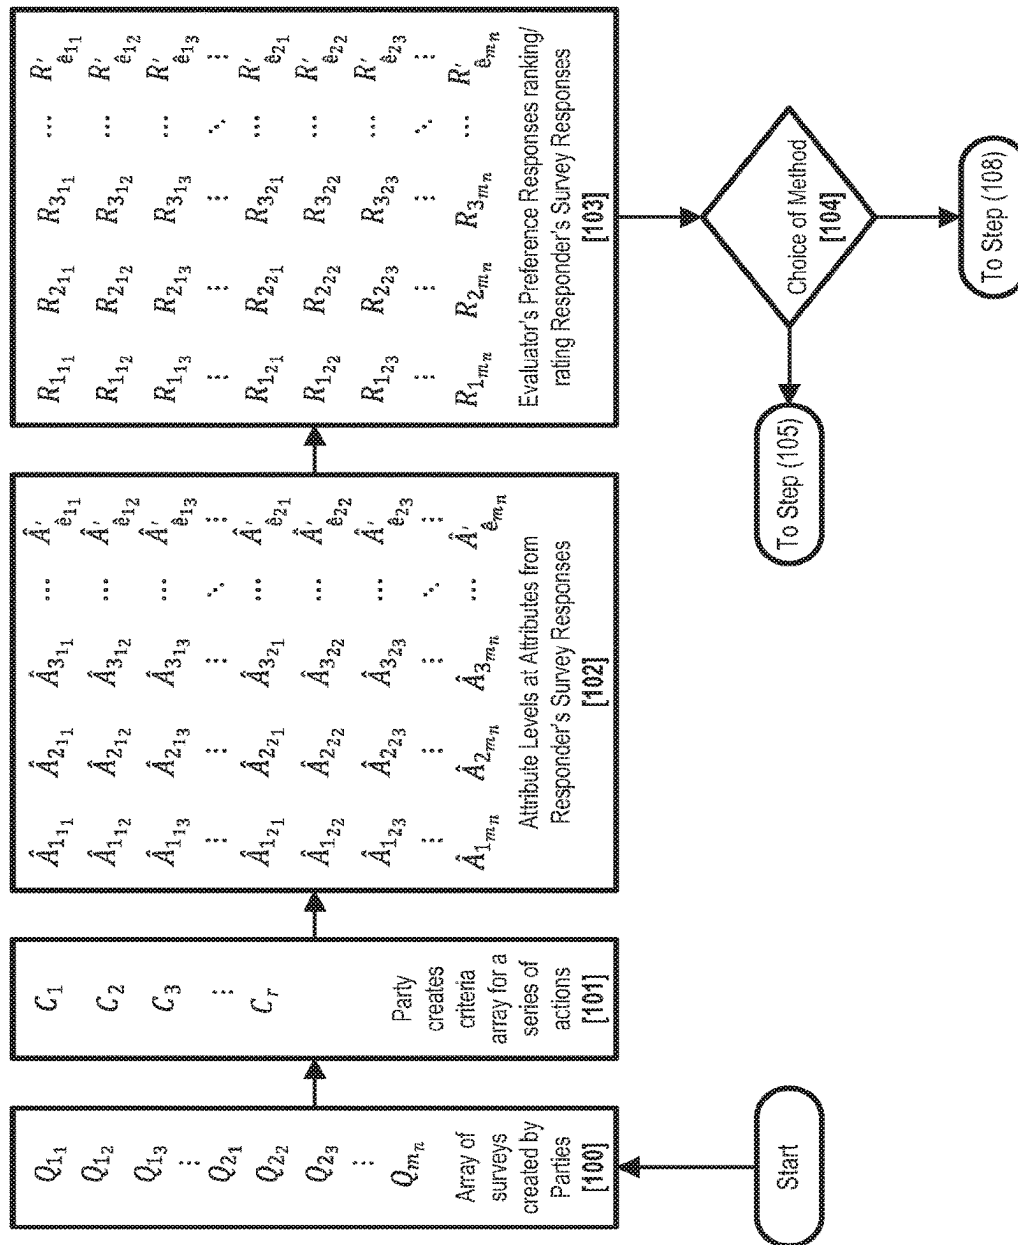 Start
Q_{1_1}
Q_{1_2}
Q_{1_3}
⋮
Q_{2_1}
Q_{2_2}
Q_{2_3}
⋮
Q_{m_n}
Array of
surveys
created by
Parties
[100]
C_1
C_2
C_3
⋮
C_r
Party
creates
criteria
array for a
series of
actions
[101]
Â_{1_{1_1}} Â_{2_{1_1}} Â_{3_{1_1}} ⋯ Â'_{ê_{1_1}}
Â_{1_{1_2}} Â_{2_{1_2}} Â_{3_{1_2}} ⋯ Â'_{ê_{1_2}}
Â_{1_{1_3}} Â_{2_{1_3}} Â_{3_{1_3}} ⋯ Â'_{ê_{1_3}}
⋮ ⋮ ⋮ ⋱ ⋮
Â_{1_{2_1}} Â_{2_{2_1}} Â_{3_{2_1}} ⋯ Â'_{ê_{2_1}}
Â_{1_{2_2}} Â_{2_{2_2}} Â_{3_{2_2}} ⋯ Â'_{ê_{2_2}}
Â_{1_{2_3}} Â_{2_{2_3}} Â_{3_{2_3}} ⋯ Â'_{ê_{2_3}}
⋮ ⋮ ⋮ ⋱ ⋮
Â_{1_{m_n}} Â_{2_{m_n}} Â_{3_{m_n}} ⋯ Â'_{ê_{m_n}}
Attribute Levels at Attributes from
Responder's Survey Responses
[102]
R_{1_{1_1}} R_{2_{1_1}} R_{3_{1_1}} ⋯ R'_{ê_{1_1}}
R_{1_{1_2}} R_{2_{1_2}} R_{3_{1_2}} ⋯ R'_{ê_{1_2}}
R_{1_{1_3}} R_{2_{1_3}} R_{3_{1_3}} ⋯ R'_{ê_{1_3}}
⋮ ⋮ ⋮ ⋱ ⋮
R_{1_{2_1}} R_{2_{2_1}} R_{3_{2_1}} ⋯ R'_{ê_{2_1}}
R_{1_{2_2}} R_{2_{2_2}} R_{3_{2_2}} ⋯ R'_{ê_{2_2}}
R_{1_{2_3}} R_{2_{2_3}} R_{3_{2_3}} ⋯ R'_{ê_{2_3}}
⋮ ⋮ ⋮ ⋱ ⋮
R_{1_{m_n}} R_{2_{m_n}} R_{3_{m_n}} ⋯ R'_{ê_{m_n}}
Evaluator's Preference Responses ranking/
rating Responder's Survey Responses
[103]
Choice of Method
[104]
To Step (105)
To Step (108)